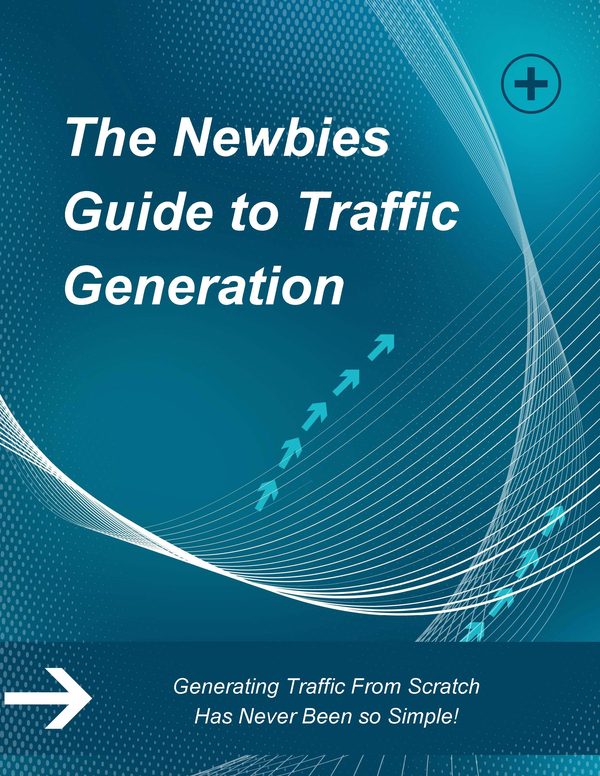 The Newbies
Guide to Traffic
Generation
Generating Traffic From Scratch
Has Never Been so Simple!